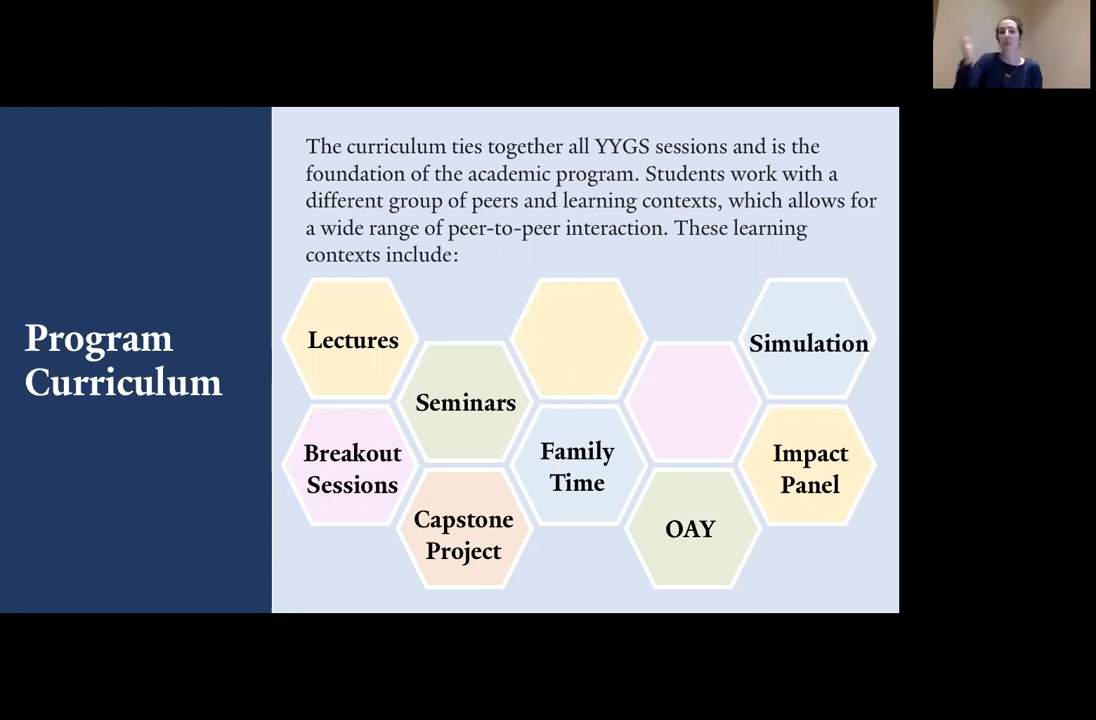 Program
Curriculum
The curriculum ties together all YYGS sessions and is the
foundation of the academic program. Students work with a
different group of peers and learning contexts, which allows for
a wide range of peer-to-peer interaction. These learning
contexts include:
Lectures
Simulation
Seminars
Breakout
Sessions
Family
Time
Impact
Panel
Capstone
Project
OAY